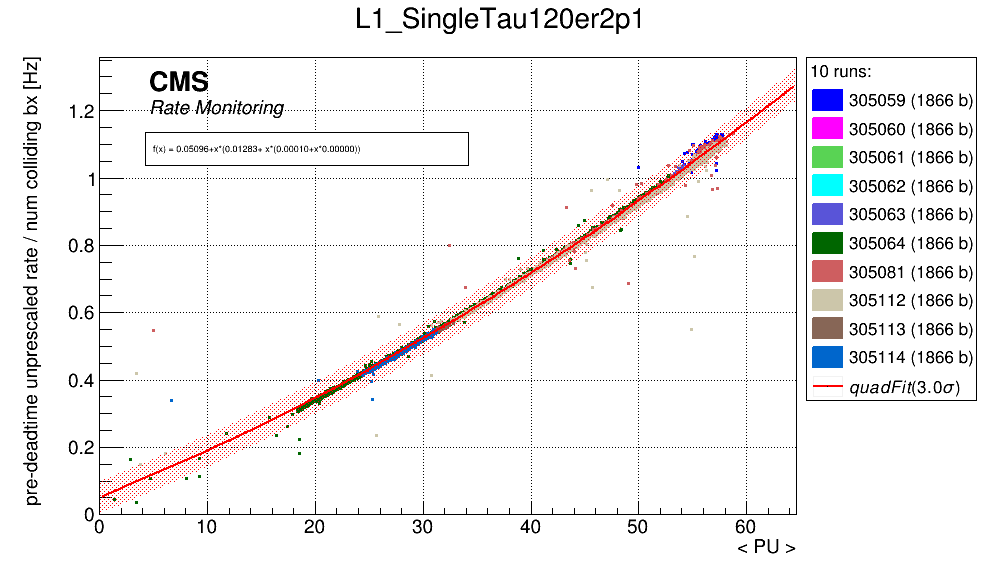 L1_SingleTau120er2p1
pre-deadtime unprescaled rate / num colliding bx [Hz]
CMS
Rate Monitoring
f(x) = 0.05096+x*(0.01283+ x*(0.00010+x*0.00000))
1.2
1
0.8
0.6
0.4
0.2
0
0 10 20 30 40 50 60
< PU >
10 runs:
305059 (1866 b)
305060 (1866 b)
305061 (1866 b)
305062 (1866 b)
305063 (1866 b)
305064 (1866 b)
305081 (1866 b)
305112 (1866 b)
305113 (1866 b)
305114 (1866 b)
quadFit(3.0σ)